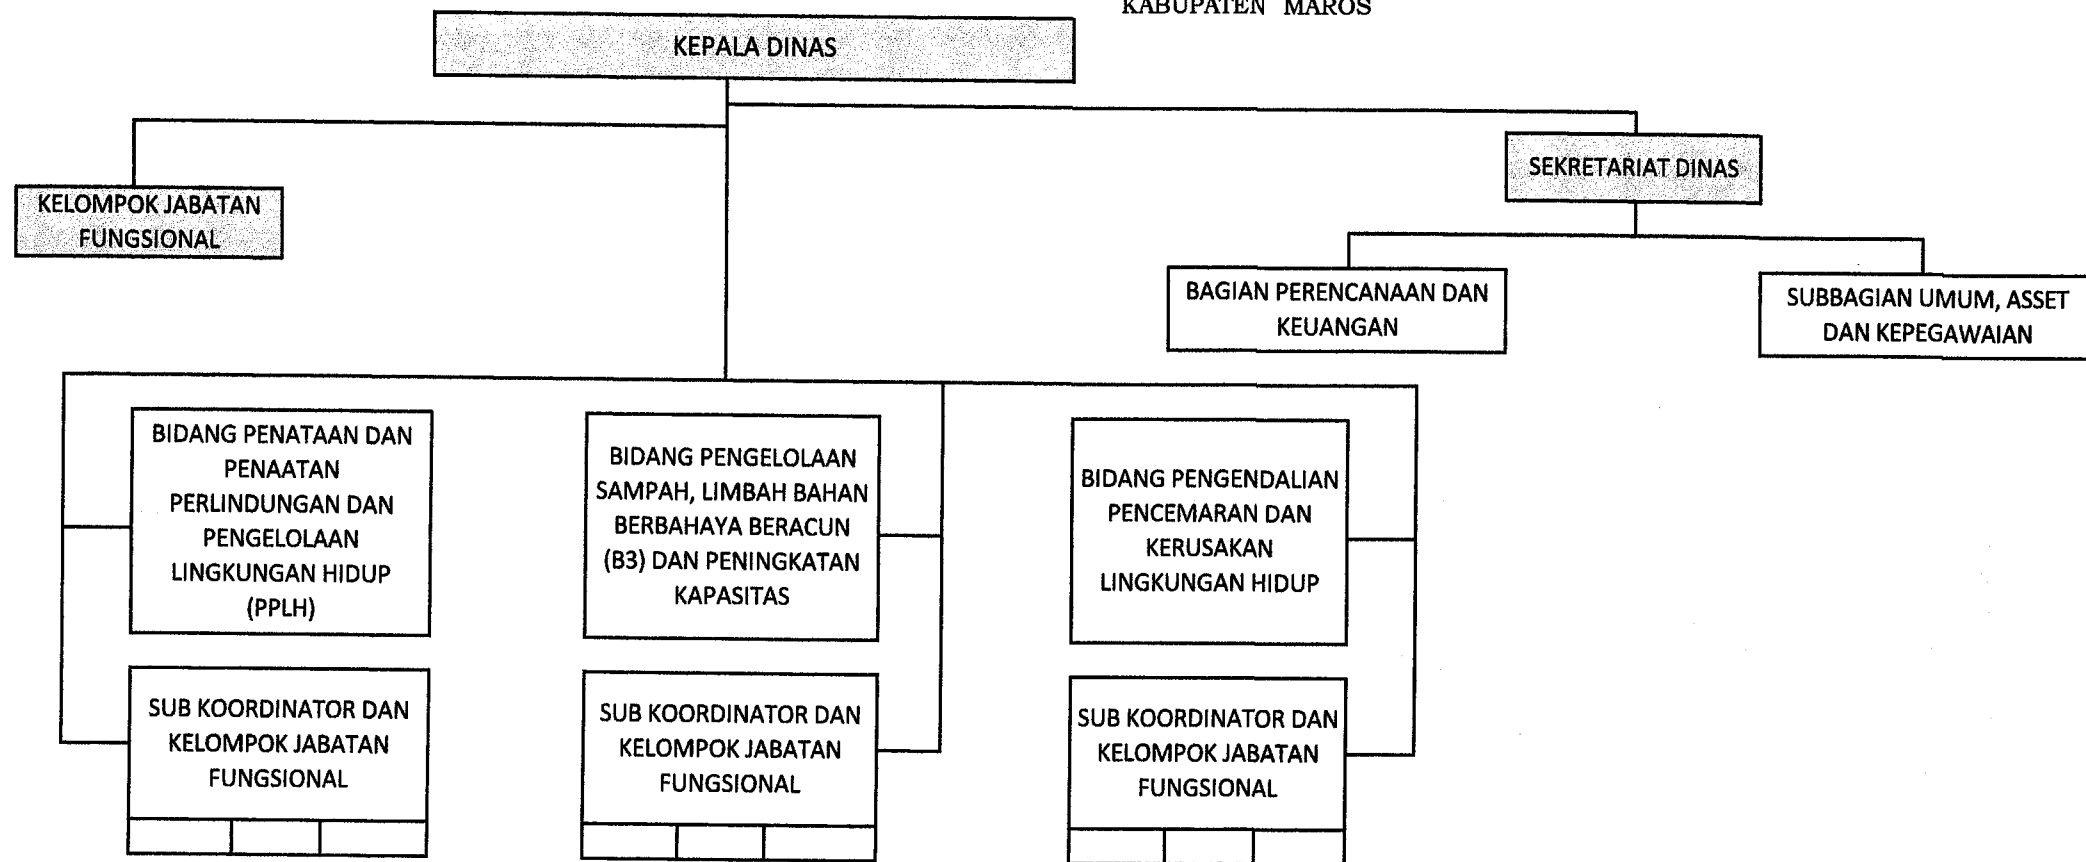 KABUPATEN MAROS
KEPALA DINAS
SEKRETARIAT DINAS
KELOMPOK JABATAN
FUNGSIONAL
BAGIAN PERENCANAAN DAN
KEUANGAN
SUBBAGIAN UMUM, ASSET
DAN KEPEGAWAIAN
BIDANG PENATAAN DAN
PENAATAN
PERLINDUNGAN DAN
PENGELOLAAN
LINGKUNGAN HIDUP
(PPLH)
BIDANG PENGELOLAAN
SAMPAH, LIMBAH BAHAN
BERBAHAYA BERACUN
(B3) DAN PENINGKATAN
KAPASITAS
BIDANG PENGENDALIAN
PENCEMARAN DAN
KERUSAKAN
LINGKUNGAN HIDUP
SUB KOORDINATOR DAN
KELOMPOK JABATAN
FUNGSIONAL
SUB KOORDINATOR DAN
KELOMPOK JABATAN
FUNGSIONAL
SUB KOORDINATOR DAN
KELOMPOK JABATAN
FUNGSIONAL